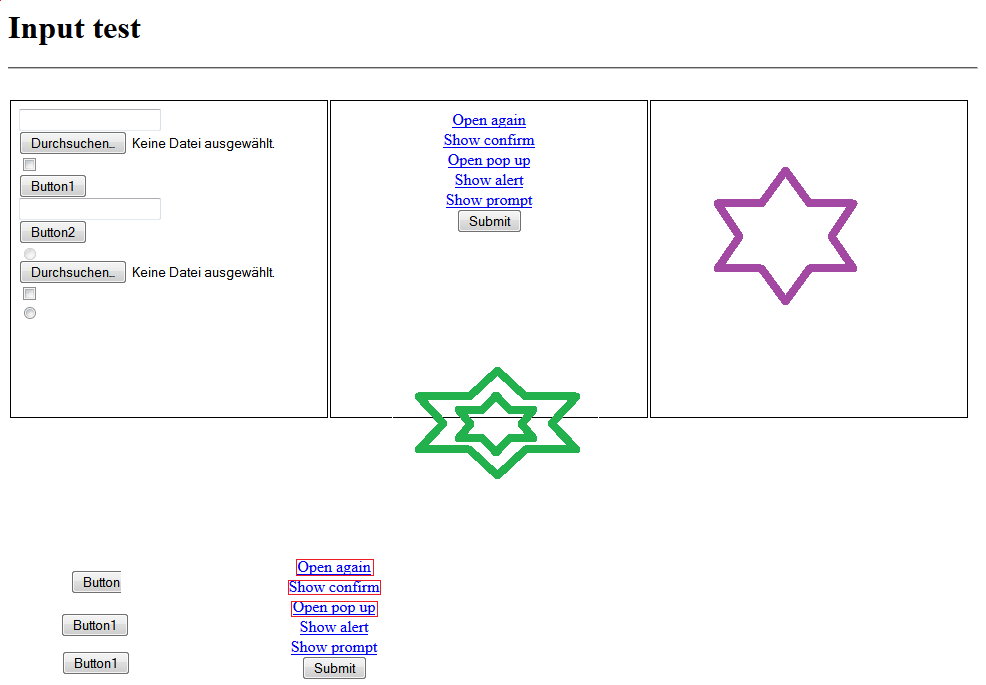 Input test
Durchsuchen... Keine Datei ausgewählt.
Button1
Button2
Durchsuchen... Keine Datei ausgewählt.
Open again
Show confirm
Open pop up
Show alert
Show prompt
Submit
Button
Button1
Button1
Open again
Show confirm
Open pop up
Show alert
Show prompt
Submit